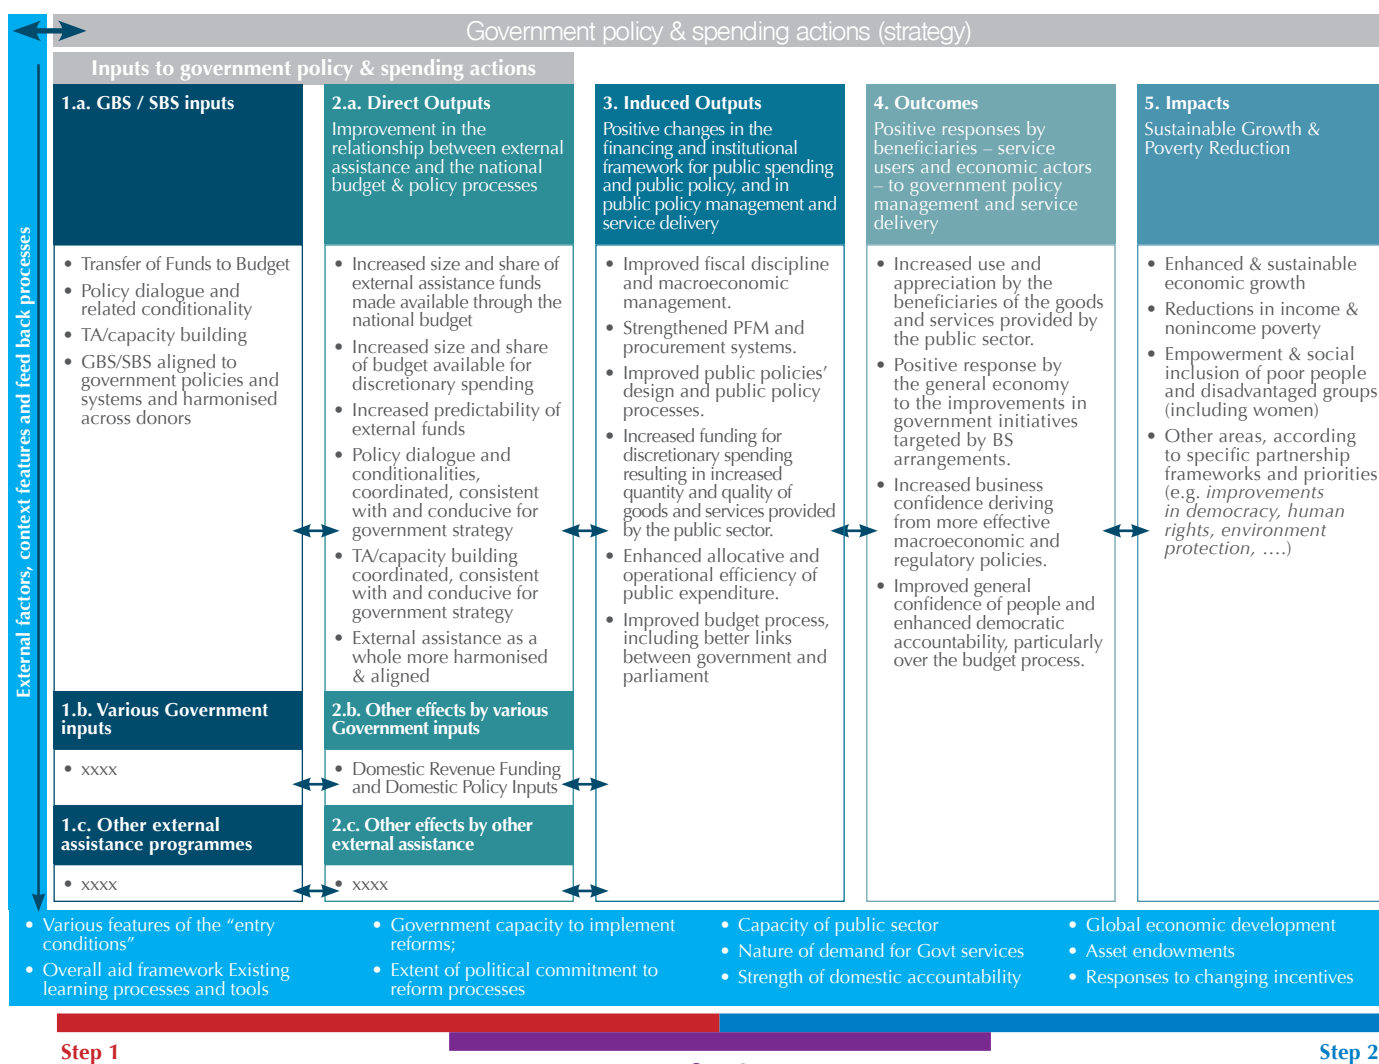 Government policy & spending actions (strategy)
Inputs to government policy & spending actions
External factors, context features and feed back processes
1.a. GBS / SBS inputs
• Transfer of Funds to Budget
• Policy dialogue and
related conditionality
• TA/capacity building
• GBS/SBS aligned to
government policies and
systems and harmonised
across donors
1.b. Various Government
inputs
• xxxx
1.c. Other external
assistance programmes
• xxxx
2.a. Direct Outputs
Improvement in the
relationship between external
assistance and the national
budget & policy processes
• Increased size and share of
external assistance funds
made available through the
national budget
• Increased size and share
of budget available for
discretionary spending
• Increased predictability of
external funds
• Policy dialogue and
conditionalities,
coordinated, consistent
with and conducive for
government strategy
• TA/capacity building
coordinated, consistent
with and conducive for
government strategy
• External assistance as a
whole more harmonised
& aligned
2.b. Other effects by various
Government inputs
• Domestic Revenue Funding
and Domestic Policy Inputs
2.c. Other effects by other
external assistance
• xxxx
3. Induced Outputs
Positive changes in the
financing and institutional
framework for public spending
and public policy, and in
public policy management and
service delivery
• Improved fiscal discipline
and macroeconomic
management.
• Strengthened PFM and
procurement systems.
• Improved public policies’
design and public policy
processes.
• Increased funding for
discretionary spending
resulting in increased
quantity and quality of
goods and services provided
by the public sector.
• Enhanced allocative and
operational efficiency of
public expenditure.
• Improved budget process,
including better links
between government and
parliament
4. Outcomes
Positive responses by
beneficiaries – service
users and economic actors
– to government policy
management and service
delivery
• Increased use and
appreciation by the
beneficiaries of the goods
and services provided by
the public sector.
• Positive response by
the general economy
to the improvements in
government initiatives
targeted by BS
arrangements.
• Increased business
confidence deriving
from more effective
macroeconomic and
regulatory policies.
• Improved general
confidence of people and
enhanced democratic
accountability, particularly
over the budget process.
5. Impacts
Sustainable Growth &
Poverty Reduction
• Enhanced & sustainable
economic growth
• Reductions in income &
nonincome poverty
• Empowerment & social
inclusion of poor people
and disadvantaged groups
(including women)
• Other areas, according
to specific partnership
frameworks and priorities
(e.g. improvements
in democracy, human
rights, environment
protection, ….)
• Various features of the “entry
conditions”
• Overall aid framework Existing
learning processes and tools
• Government capacity to implement
reforms;
• Extent of political commitment to
reform processes
• Capacity of public sector
• Nature of demand for Govt services
• Strength of domestic accountability
• Global economic development
• Asset endowments
• Responses to changing incentives
Step 1
Step 2